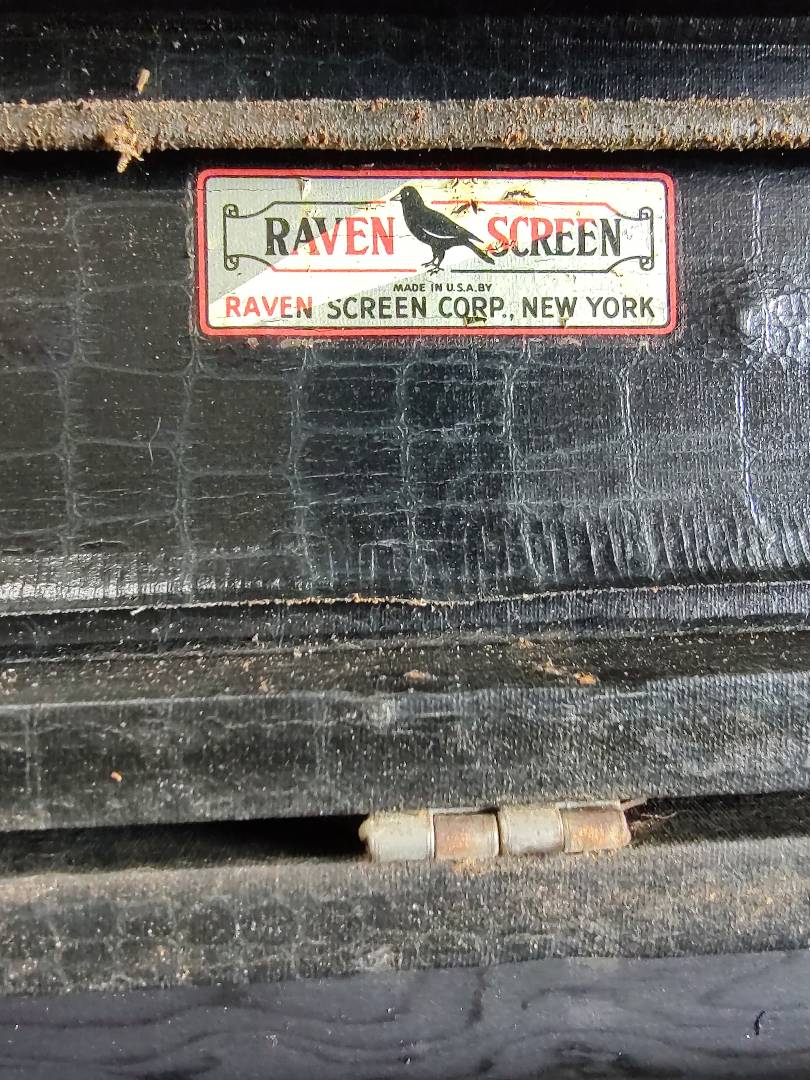 RAVEN SCREEN
MADE IN U.S.A. BY
RAVEN SCREEN CORP., NEW YORK